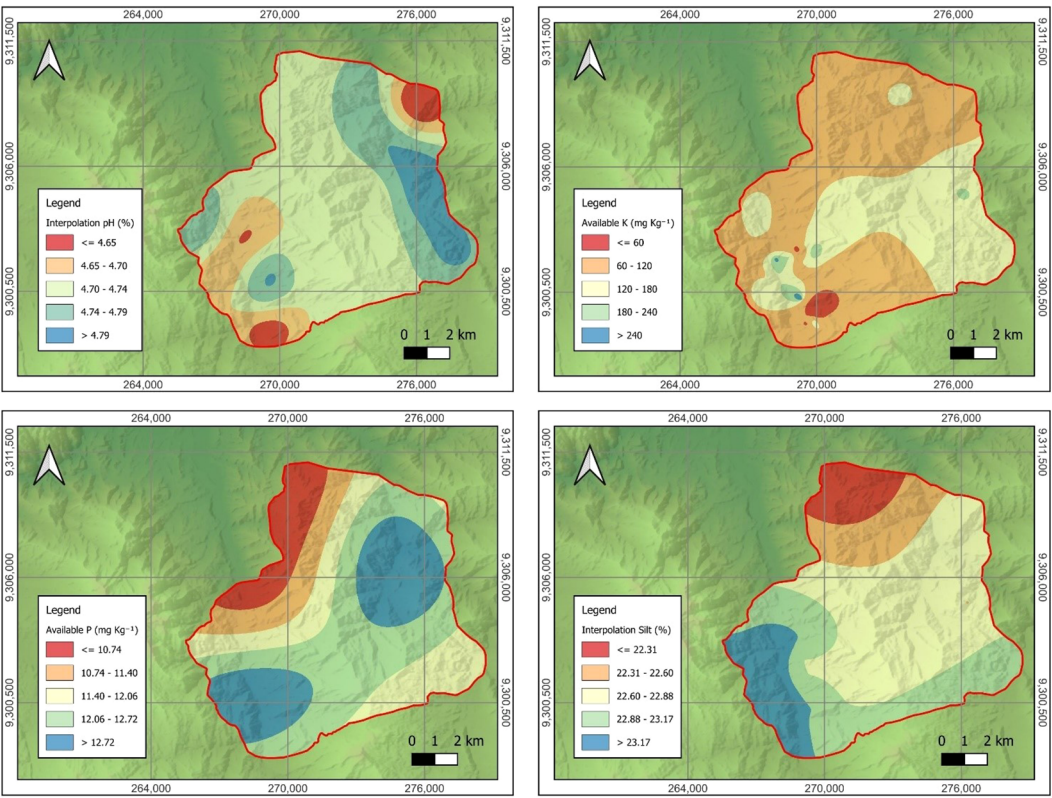 264,000 270,000 276,000
9,311,500 9,311,500
9,306,000
9,300,500 9,300,500
Legend
Interpolation pH (%)
<= 4.65
4.65 - 4.70
4.70 - 4.74
4.74 - 4.79
> 4.79
0 1 2 km
264,000 270,000 276,000
264,000 270,000 276,000
9,311,500 9,311,500
9,306,000 9,306,000
9,300,500 9,300,500
Legend
Available K (mg Kg⁻¹)
<= 60
60 - 120
120 - 180
180 - 240
> 240
0 1 2 km
264,000 270,000 276,000
264,000 270,000 276,000
9,311,500 9,311,500
9,306,000 9,306,000
9,300,500 9,300,500
Legend
Available P (mg Kg⁻¹)
<= 10.74
10.74 - 11.40
11.40 - 12.06
12.06 - 12.72
> 12.72
0 1 2 km
264,000 270,000 276,000
264,000 270,000 276,000
9,311,500 9,311,500
9,306,000 9,306,000
9,300,500 9,300,500
Legend
Interpolation Silt (%)
<= 22.31
22.31 - 22.60
22.60 - 22.88
22.88 - 23.17
> 23.17
0 1 2 km
264,000 270,000 276,000